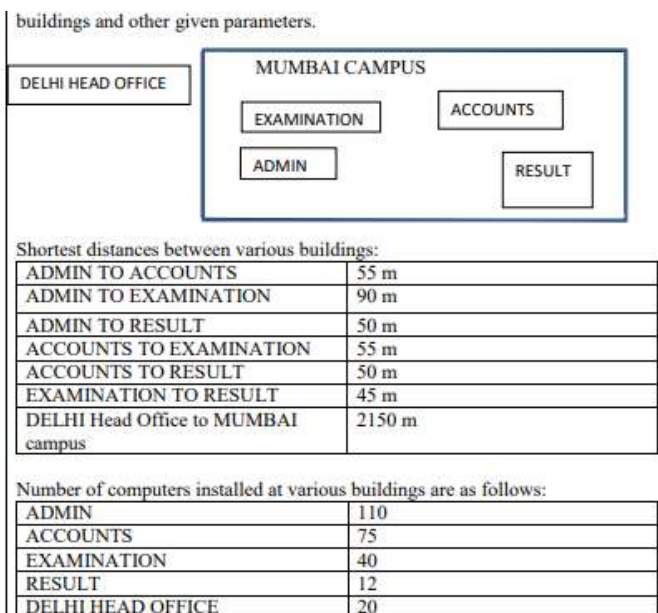 buildings and other given parameters.
DELHI HEAD OFFICE
MUMBAI CAMPUS
EXAMINATION
ACCOUNTS
ADMIN
RESULT
Shortest distances between various buildings:
ADMIN TO ACCOUNTS 55 m
ADMIN TO EXAMINATION 90 m
ADMIN TO RESULT 50 m
ACCOUNTS TO EXAMINATION 55 m
ACCOUNTS TO RESULT 50 m
EXAMINATION TO RESULT 45 m
DELHI Head Office to MUMBAI 2150 m
campus
Number of computers installed at various buildings are as follows:
ADMIN 110
ACCOUNTS 75
EXAMINATION 40
RESULT 12
DELHI HEAD OFFICE 20